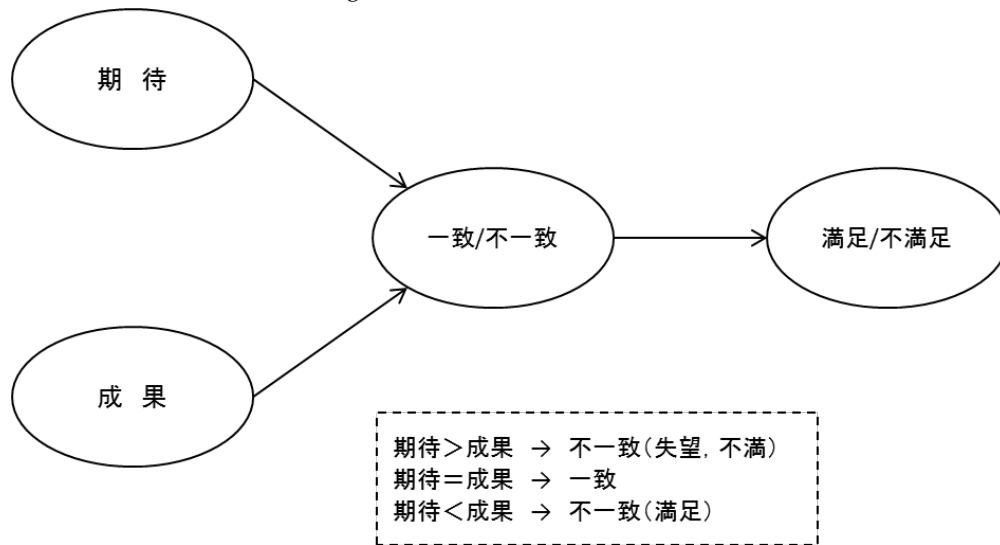 期 待
一致/不一致
満足/不満足
成 果
期待>成果 → 不一致(失望, 不満)
期待=成果 → 一致
期待<成果 → 不一致(満足)